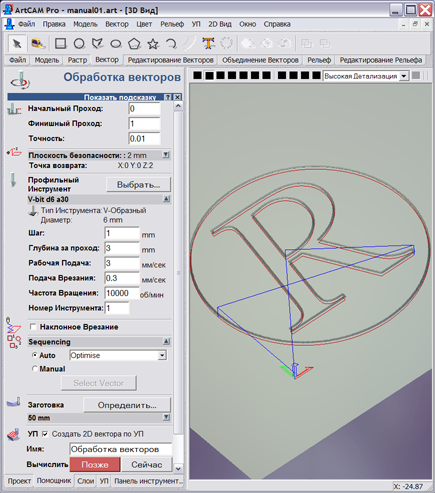 ArtCAM Pro - manual01.art - [3D Вид]
Файл Правка Модель Вектор Цвет Рельеф УП 2D Вид Окно Справка
Файл Модель Растр Вектор Редактирование Векторов Объединение Векторов Рельеф Редактирование Рельефа
Высокая Детализация
Обработка векторов
Показать подсказку
Начальный Проход: 0
Финишный Проход: 1
Точность: 0.01
Плоскость безопасности: : 2 mm
Точка возврата: X:0 Y:0 Z:2
Профильный
Инструмент Выбрать...
V-bit d6 a30
Тип Инструмента: V-Образный
Диаметр: 6 mm
Шаг: 1 mm
Глубина за проход: 3 mm
Рабочая Подача: 3 мм/сек
Подача Врезания: 0.3 мм/сек
Частота Вращения: 10000 об/мин
Номер Инструмента: 1
Наклонное Врезание
Sequencing
Auto Optimise
Manual
Select Vector
Заготовка Определить...
50 mm
УП Создать 2D вектора по УП
Имя: Обработка векторов
Вычислить Позже Сейчас
Проект Помощник Слои УП Панель инструмент...
X: -24.87